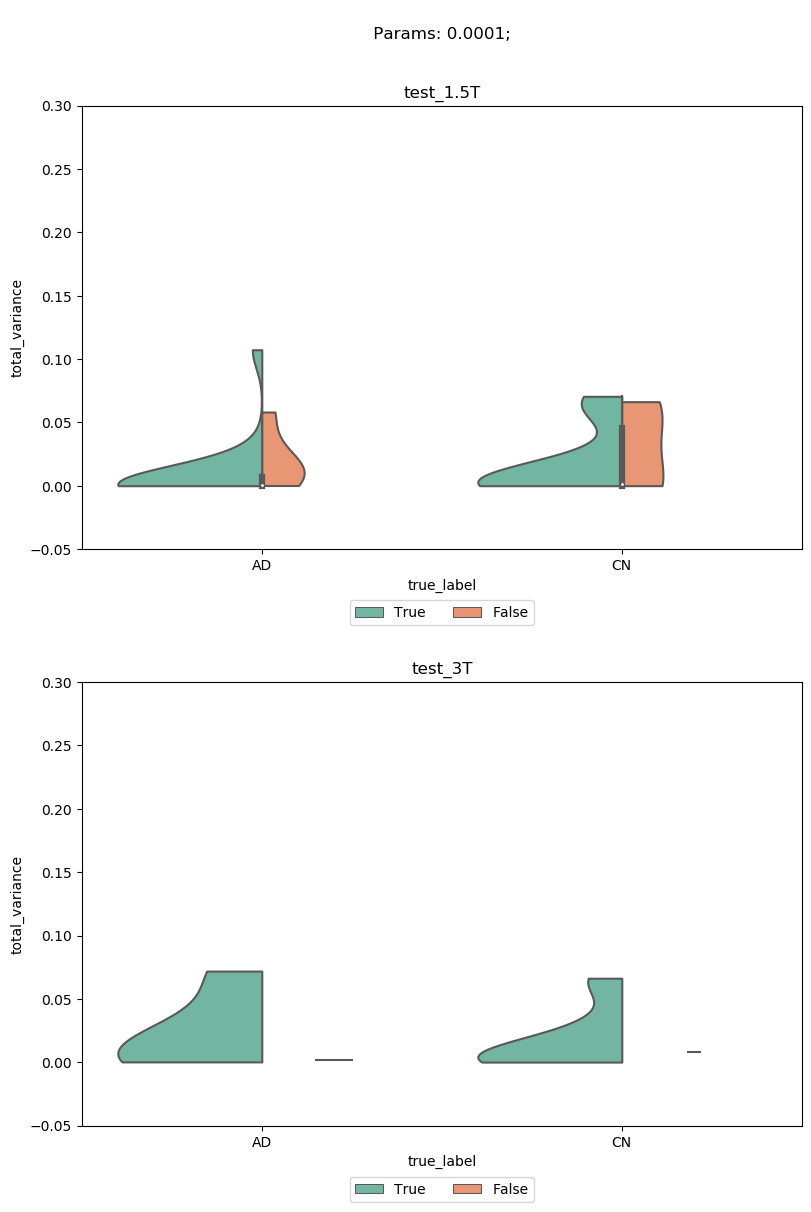 Params: 0.0001;
test_1.5T
0.30
0.25
0.20
0.15
0.10
0.05
0.00
−0.05
total_variance
AD
CN
true_label
True
False
test_3T
0.30
0.25
0.20
0.15
0.10
0.05
0.00
−0.05
total_variance
AD
CN
true_label
True
False